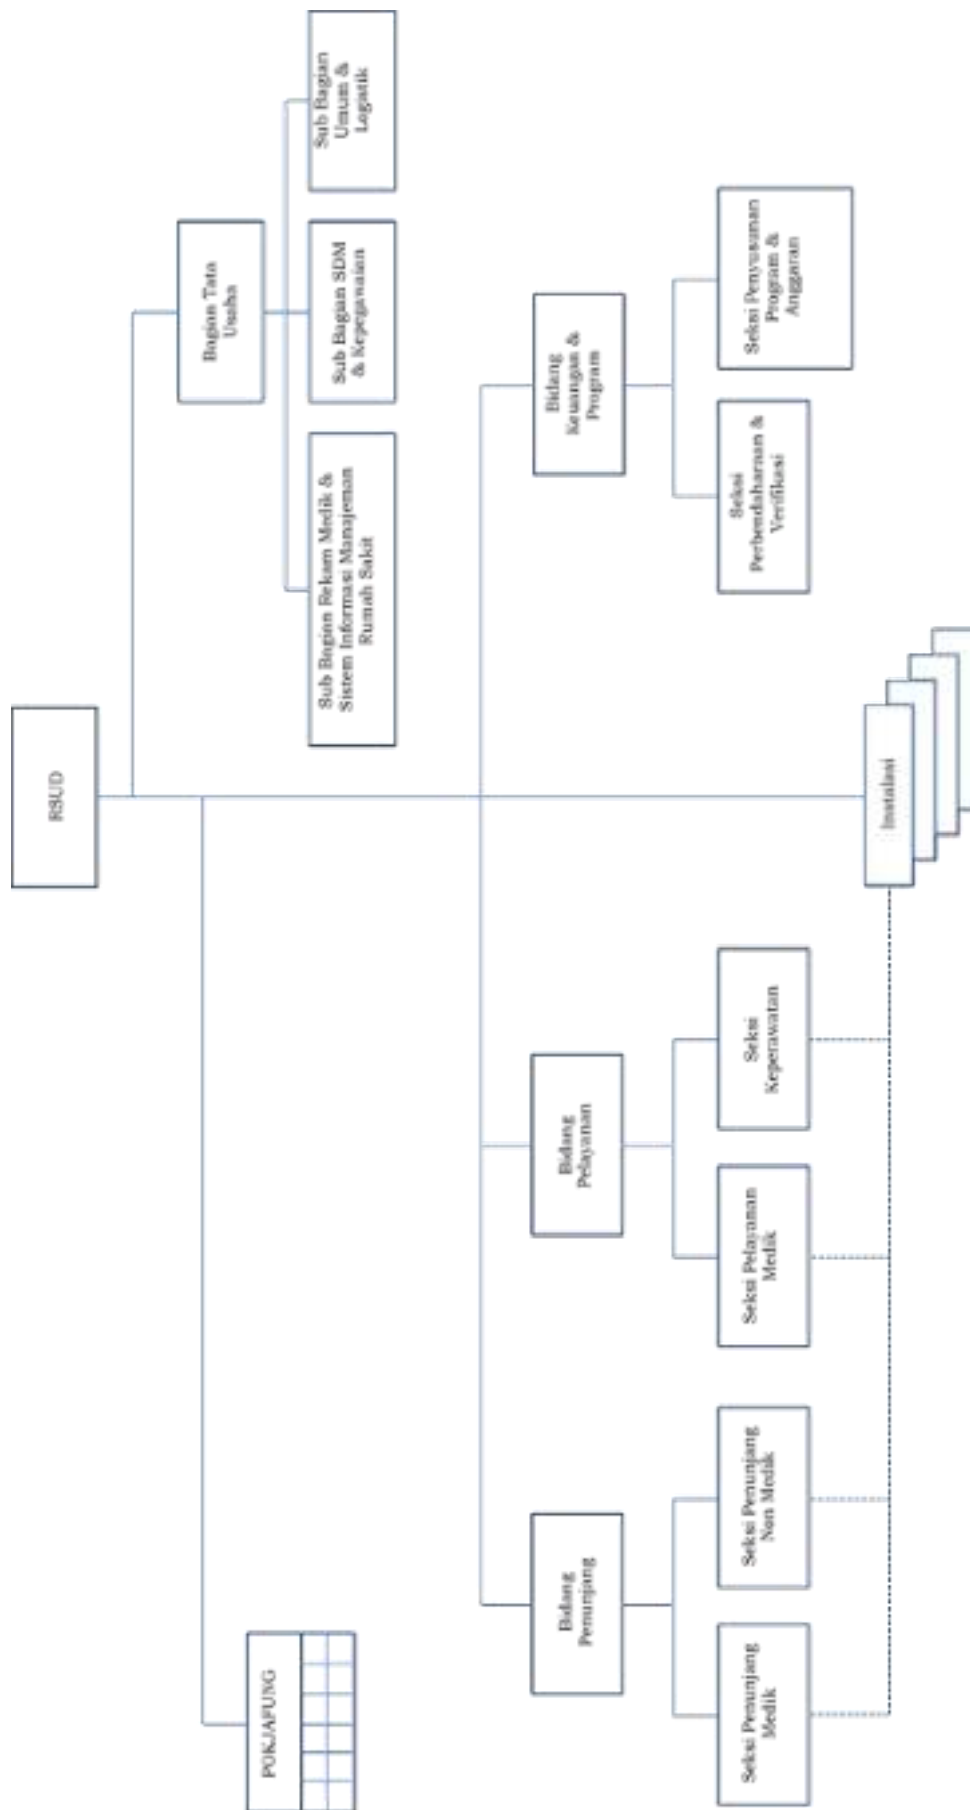 RSUD
Bagian Tata
Usaha
Sub Bagian Rekam Medik &
Sistem Informasi Manajemen
Rumah Sakit
Sub Bagian SDM
& Kepegawaian
Sub Bagian
Umum &
Logistik
POKJAFUNG
Bidang
Penunjang
Bidang
Pelayanan
Bidang
Keuangan &
Program
Seksi Penunjang
Medik
Seksi Penunjang
Non Medik
Seksi Pelayanan
Medik
Seksi
Keperawatan
Seksi
Perbendaharaan &
Verifikasi
Seksi Penyusunan
Program &
Anggaran
Instalasi